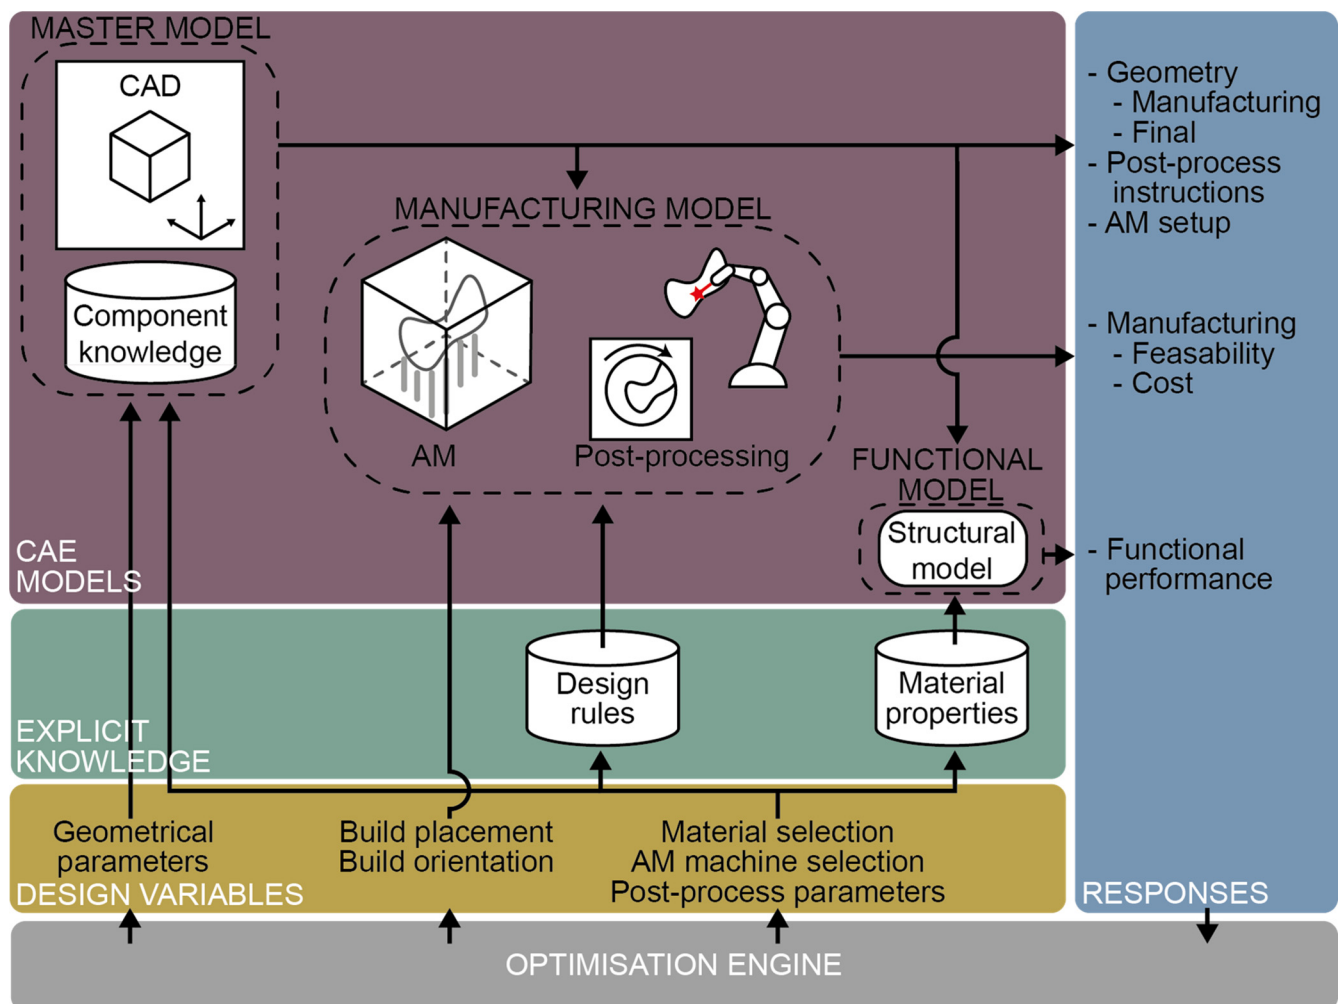 MASTER MODEL
CAD
Component
knowledge
MANUFACTURING MODEL
AM
Post-processing
FUNCTIONAL
MODEL
Structural
model
CAE
MODELS
- Geometry
- Manufacturing
- Final
- Post-process
instructions
- AM setup
- Manufacturing
- Feasability
- Cost
- Functional
performance
RESPONSES
Design
rules
Material
properties
EXPLICIT
KNOWLEDGE
Geometrical
parameters
Build placement
Build orientation
Material selection
AM machine selection
Post-process parameters
DESIGN VARIABLES
OPTIMISATION ENGINE